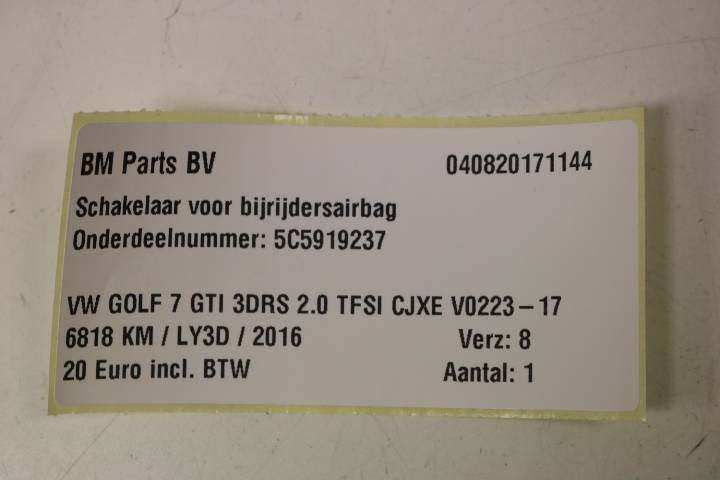 BM Parts BV 040820171144
Schakelaar voor bijrijdersairbag
Onderdeelnummer: 5C5919237
VW GOLF 7 GTI 3DRS 2.0 TFSI CJXE V0223-17
6818 KM / LY3D / 2016 Verz: 8
20 Euro incl. BTW Aantal: 1